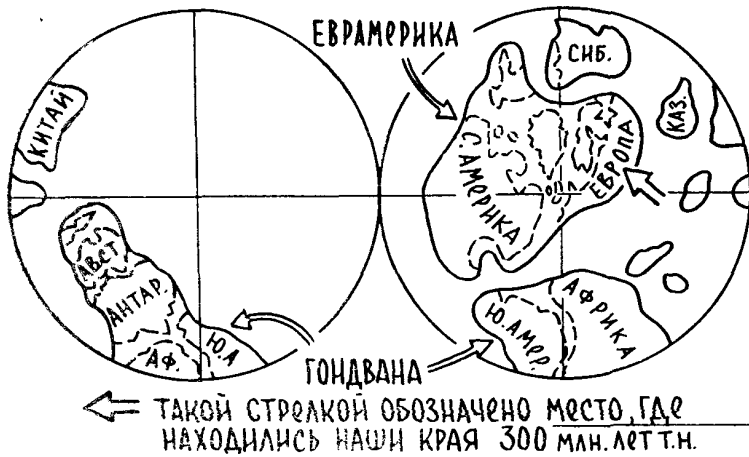 ЕВРАМЕРИКА
КИТАЙ
СИБ.
КАЗ.
С. АМЕРИКА
ЕВРОПА
АВСТ.
АНТАР.
АФ.
Ю.А
Ю. АМЕР.
АФРИКА
ГОНДВАНА
ТАКОЙ СТРЕЛКОЙ ОБОЗНАЧЕНО МЕСТО, ГДЕ
НАХОДИЛИСЬ НАШИ КРАЯ 300 МЛН. ЛЕТ Т.Н.